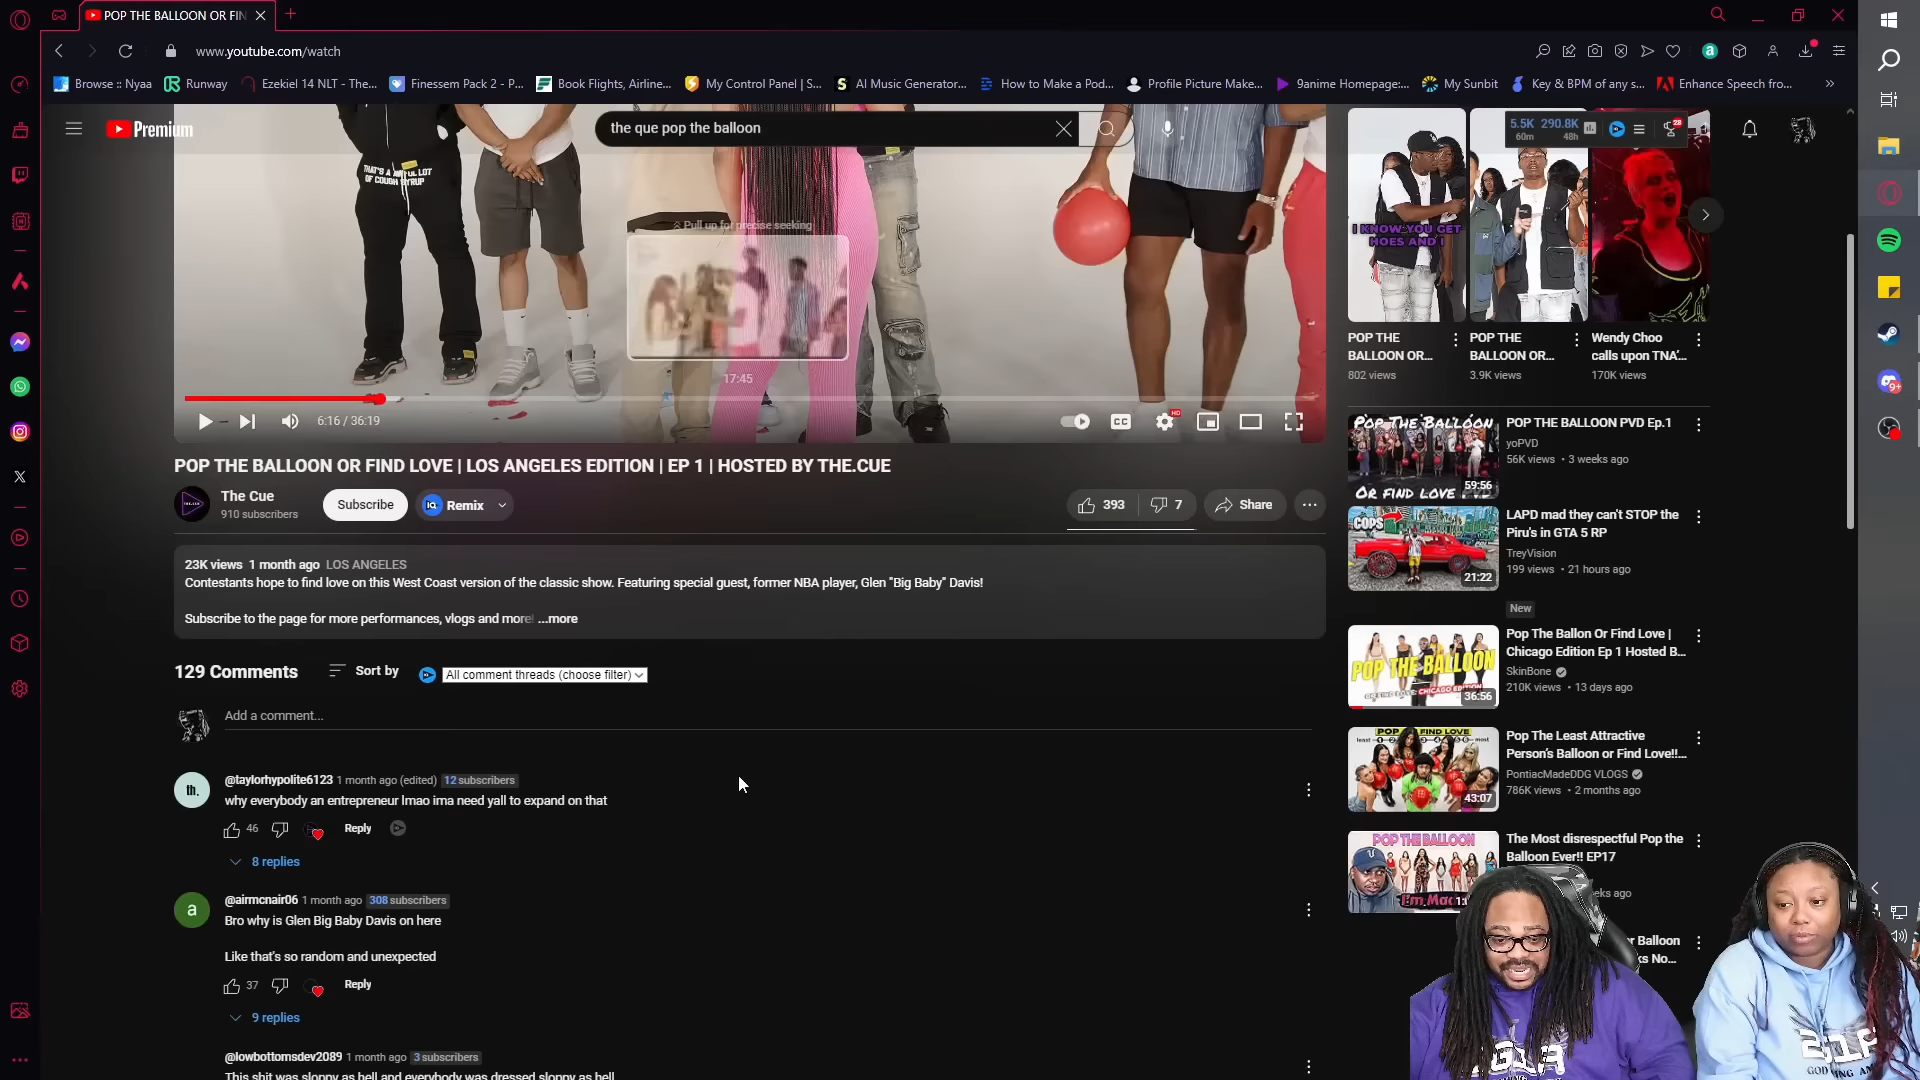 POP THE BALLOON OR FIN
www.youtube.com/watch
Browse :: Nyaa
Runway
Ezekiel 14 NLT - The...
Finessem Pack 2 - P...
Book Flights, Airline...
My Control Panel | S...
AI Music Generator...
How to Make a Pod...
Profile Picture Make...
9anime Homepage:...
My Sunbit
Key & BPM of any s...
Enhance Speech fro...
Premium
the que pop the balloon
5.5K 290.8K
60m 48h
28
THAT'S A
LOT
OF COUGH SYRUP
Pull up for precise seeking
17:45
6:16 / 36:19
CC
HD
POP THE BALLOON OR FIND LOVE | LOS ANGELES EDITION | EP 1 | HOSTED BY THE.CUE
The Cue
910 subscribers
Subscribe
Remix
393
7
Share
23K views 1 month ago LOS ANGELES
Contestants hope to find love on this West Coast version of the classic show. Featuring special guest, former NBA player, Glen "Big Baby" Davis!
Subscribe to the page for more performances, vlogs and more! ...more
129 Comments
Sort by
All comment threads (choose filter)
Add a comment...
th.
@taylorhypolite6123 1 month ago (edited) 12 subscribers
why everybody an entrepreneur lmao ima need yall to expand on that
46
Reply
8 replies
a
@airmcnair06 1 month ago 308 subscribers
Bro why is Glen Big Baby Davis on here
Like that's so random and unexpected
37
Reply
9 replies
@lowbottomsdev2089 1 month ago 3 subscribers
This shit was sloppy as hell and everybody was dressed sloppy as hell
I KNOW YOU GET
HOES AND I
POP THE
BALLOON OR...
802 views
POP THE
BALLOON OR...
3.9K views
Wendy Choo
calls upon TNA'...
170K views
POP THE BALLOON
OR FIND LOVE PVD
59:56
POP THE BALLOON PVD Ep.1
yoPVD
56K views • 3 weeks ago
COPS
21:22
LAPD mad they can't STOP the
Piru's in GTA 5 RP
TreyVision
199 views • 21 hours ago
New
POP THE BALLOON
OR FIND LOVE: CHICAGO EDITION
36:56
Pop The Ballon Or Find Love |
Chicago Edition Ep 1 Hosted B...
SkinBone
210K views • 13 days ago
43:07
Pop The Least Attractive
Person's Balloon or Find Love!!...
PontiacMadeDDG VLOGS
786K views • 2 months ago
POP THE BALLOON
I'm Mad
The Most disrespectful Pop the
Balloon Ever!! EP17
eks ago
r Balloon
ks No...
9+